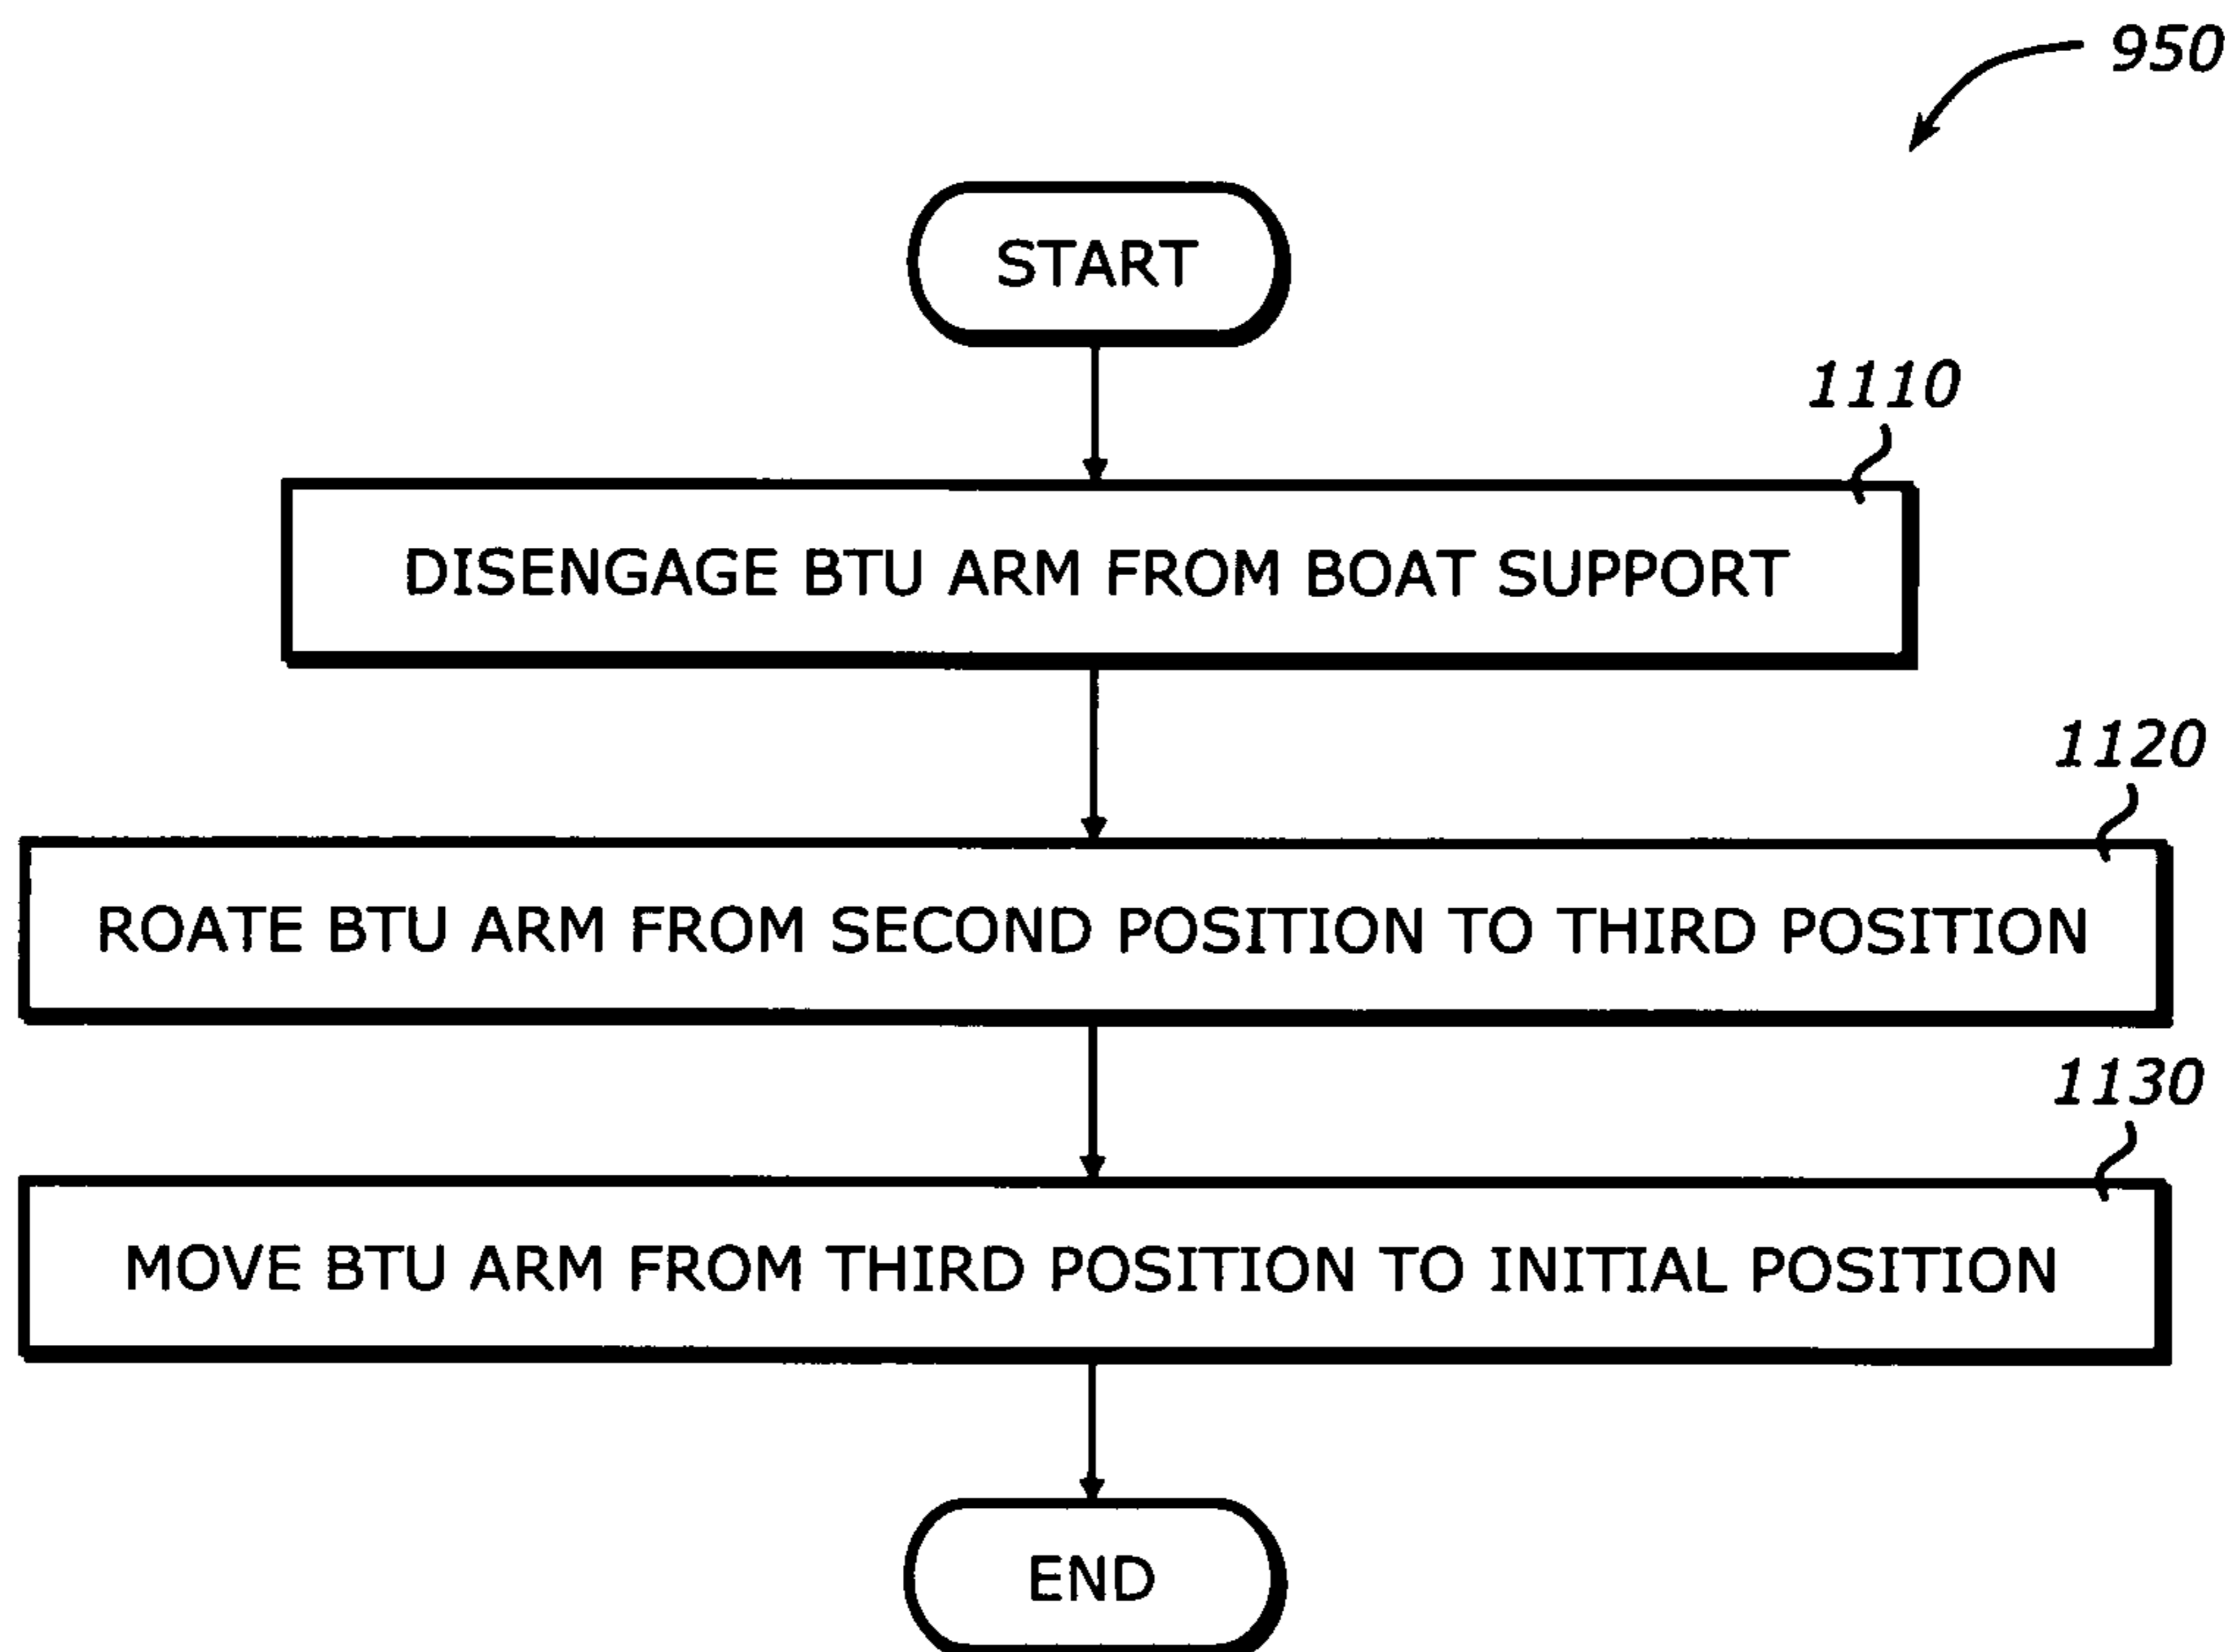 950
START
1110
DISENGAGE BTU ARM FROM BOAT SUPPORT
1120
ROATE BTU ARM FROM SECOND POSITION TO THIRD POSITION
1130
MOVE BTU ARM FROM THIRD POSITION TO INITIAL POSITION
END